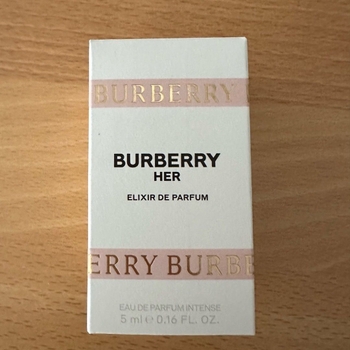 BURBERRY
BURBERRY
HER
ELIXIR DE PARFUM
ERRY BURBE
EAU DE PARFUM INTENSE
5 ml e 0.16 FL. OZ.